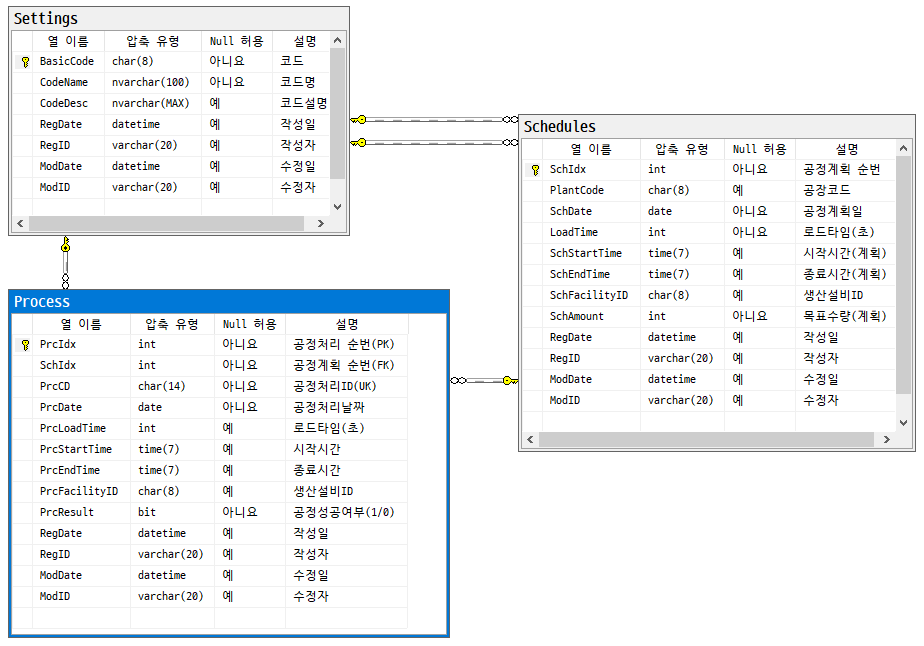 Settings
열 이름 압축 유형 Null 허용 설명
BasicCode char(8) 아니요 코드
CodeName nvarchar(100) 아니요 코드명
CodeDesc nvarchar(MAX) 예 코드설명
RegDate datetime 예 작성일
RegID varchar(20) 예 작성자
ModDate datetime 예 수정일
ModID varchar(20) 예 수정자
Schedules
열 이름 압축 유형 Null 허용 설명
SchIdx int 아니요 공정계획 순번
PlantCode char(8) 예 공장코드
SchDate date 아니요 공정계획일
LoadTime int 아니요 로드타임(초)
SchStartTime time(7) 예 시작시간(계획)
SchEndTime time(7) 예 종료시간(계획)
SchFacilityID char(8) 예 생산설비ID
SchAmount int 아니요 목표수량(계획)
RegDate datetime 예 작성일
RegID varchar(20) 예 작성자
ModDate datetime 예 수정일
ModID varchar(20) 예 수정자
Process
열 이름 압축 유형 Null 허용 설명
PrcIdx int 아니요 공정처리 순번(PK)
SchIdx int 아니요 공정계획 순번(FK)
PrcCD char(14) 아니요 공정처리ID(UK)
PrcDate date 아니요 공정처리날짜
PrcLoadTime int 예 로드타임(초)
PrcStartTime time(7) 예 시작시간
PrcEndTime time(7) 예 종료시간
PrcFacilityID char(8) 예 생산설비ID
PrcResult bit 아니요 공정성공여부(1/0)
RegDate datetime 예 작성일
RegID varchar(20) 예 작성자
ModDate datetime 예 수정일
ModID varchar(20) 예 수정자